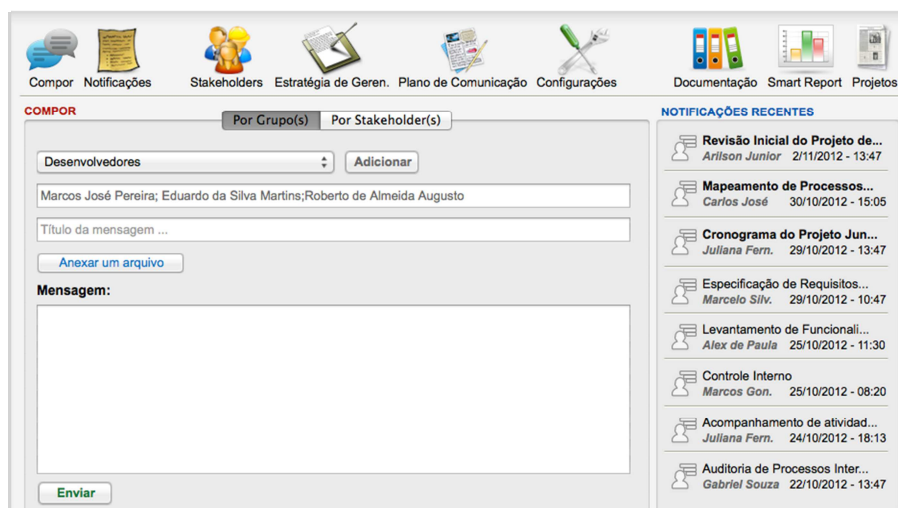 Compor Notificações Stakeholders Estratégia de Geren. Plano de Comunicação Configurações Documentação Smart Report Projetos
COMPOR
Por Grupo(s) Por Stakeholder(s)
Desenvolvedores Adicionar
Marcos José Pereira; Eduardo da Silva Martins;Roberto de Almeida Augusto
Título da mensagem ...
Anexar um arquivo
Mensagem:
Enviar
NOTIFICAÇÕES RECENTES
Revisão Inicial do Projeto de...
Arilson Junior 2/11/2012 - 13:47
Mapeamento de Processos...
Carlos José 30/10/2012 - 15:05
Cronograma do Projeto Jun...
Juliana Fern. 29/10/2012 - 13:47
Especificação de Requisitos...
Marcelo Silv. 29/10/2012 - 10:47
Levantamento de Funcionali...
Alex de Paula 25/10/2012 - 11:30
Controle Interno
Marcos Gon. 25/10/2012 - 08:20
Acompanhamento de atividad...
Juliana Fern. 24/10/2012 - 18:13
Auditoria de Processos Inter...
Gabriel Souza 22/10/2012 - 13:47